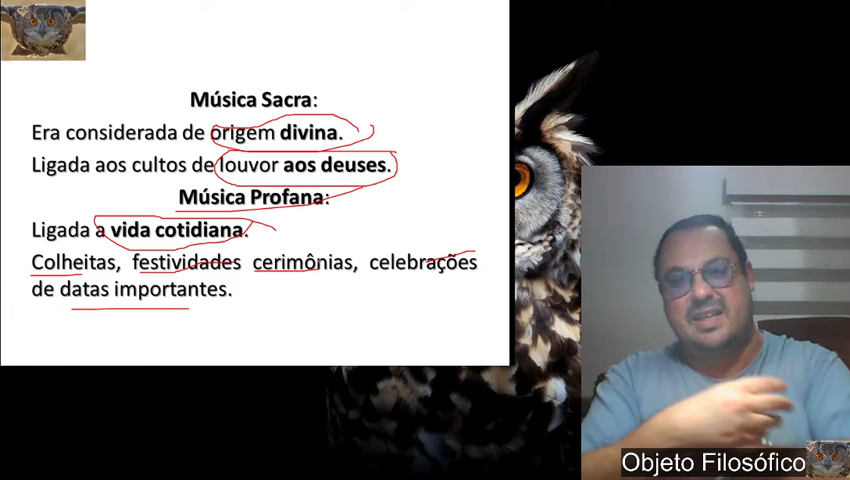 Música Sacra:
Era considerada de origem divina.
Ligada aos cultos de louvor aos deuses.
Música Profana:
Ligada a vida cotidiana.
Colheitas, festividades cerimônias, celebrações
de datas importantes.
Objeto Filosófico